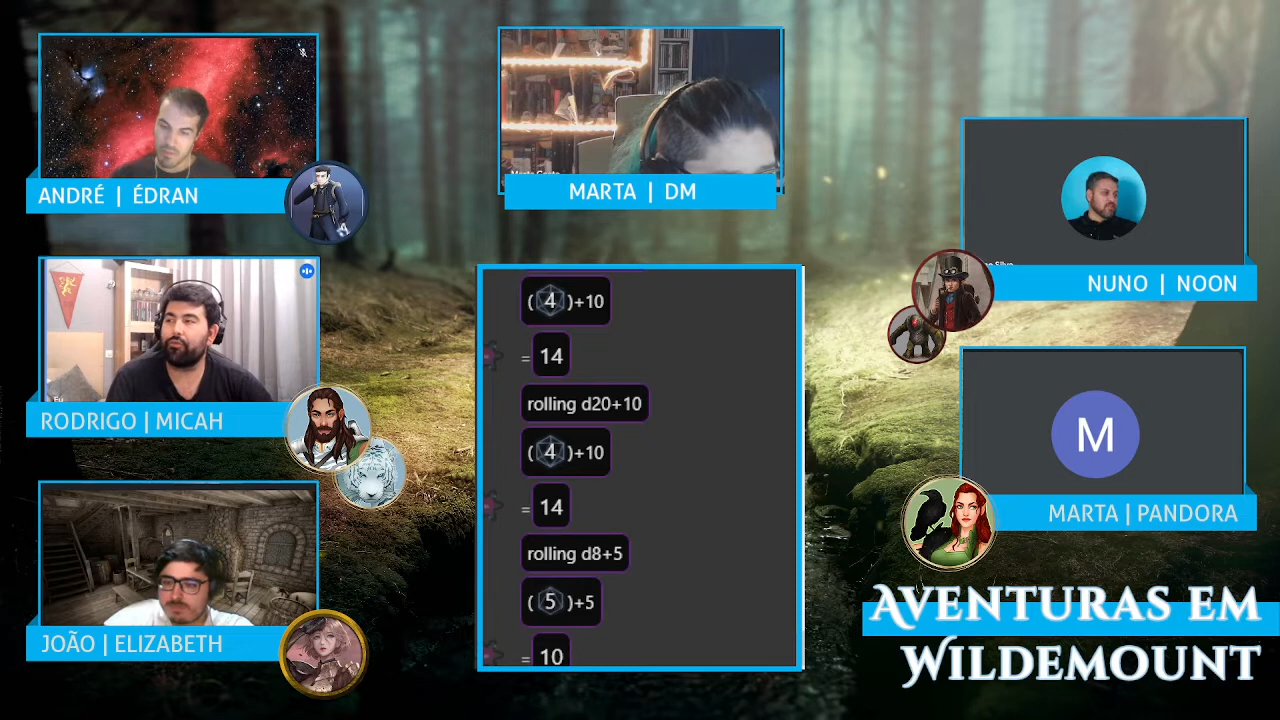 ANDRÉ | ÉDRAN
MARTA | DM
NUNO | NOON
RODRIGO | MICAH
Eu
MARTA | PANDORA
M
JOÃO | ELIZABETH
(4)+10
= 14
rolling d20+10
(4)+10
= 14
rolling d8+5
(5)+5
= 10
AVENTURAS EM
WILDEMOUNT